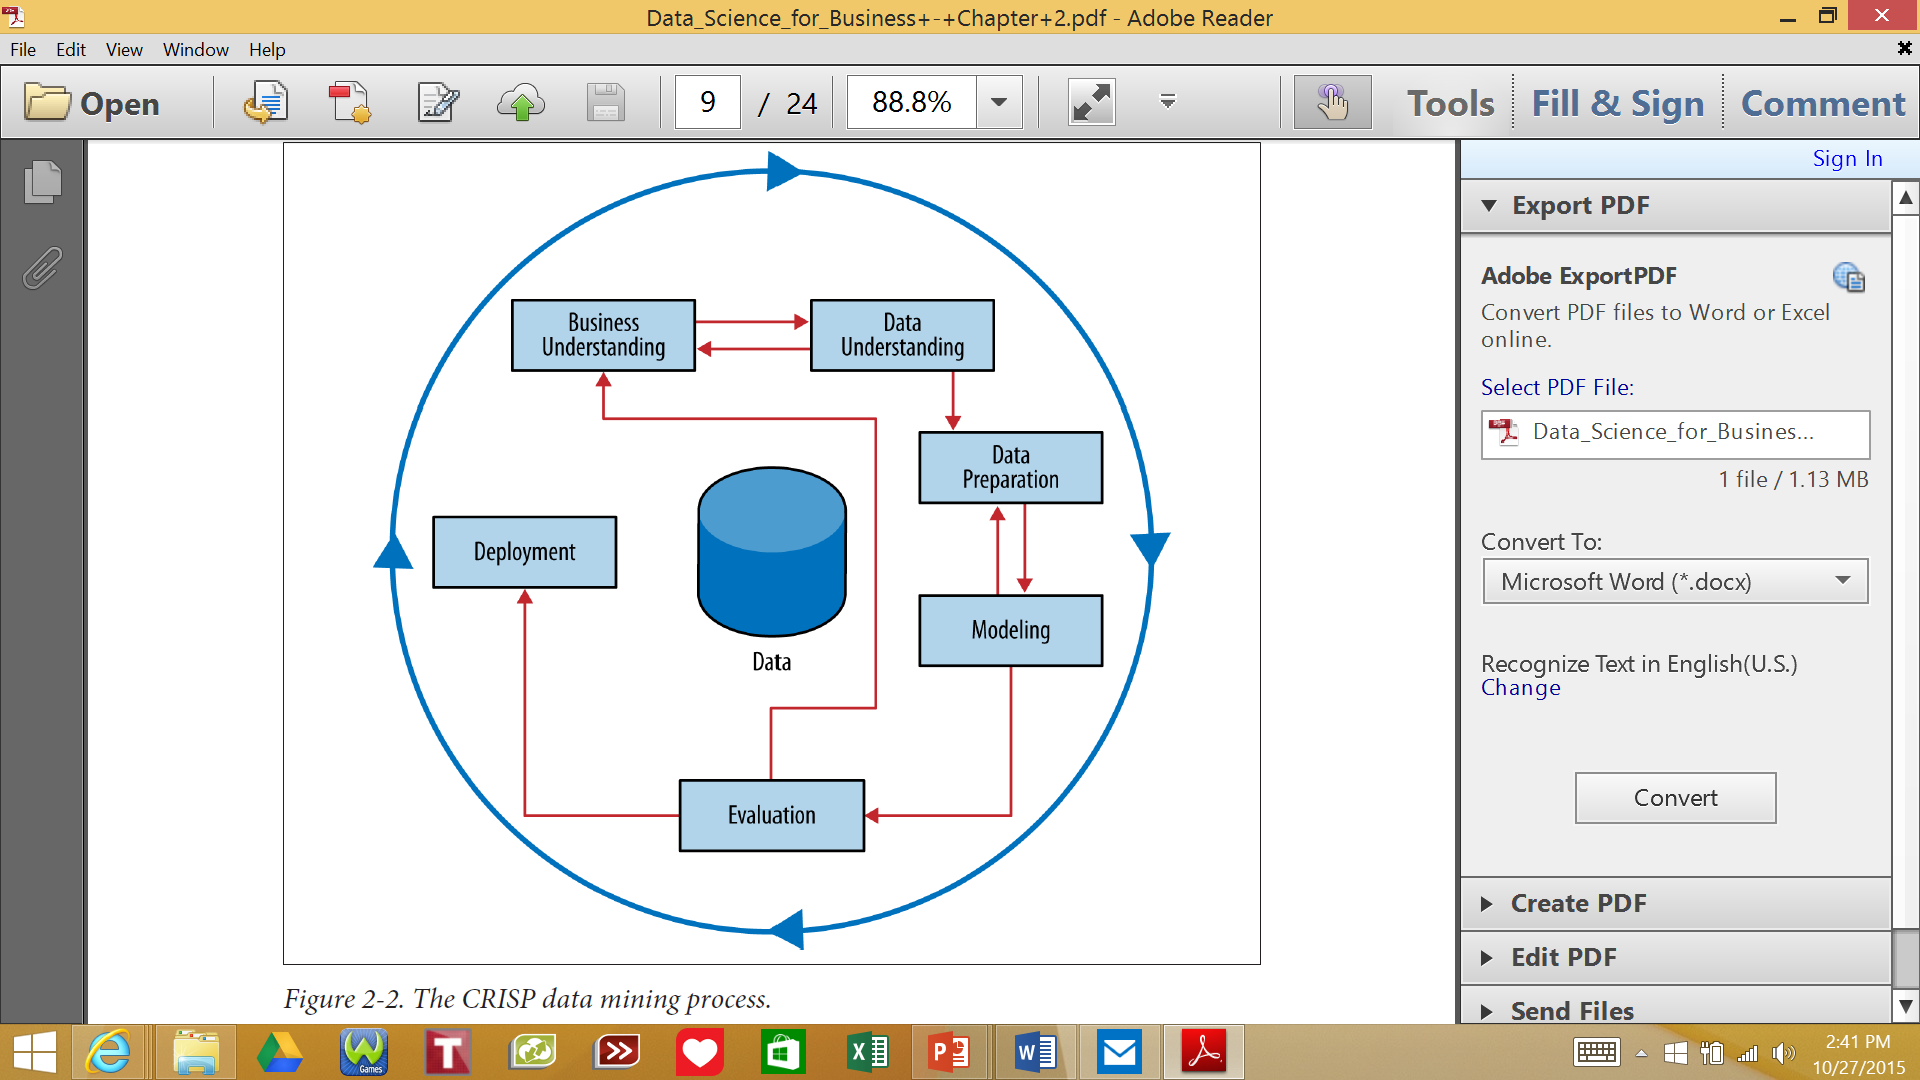 Data_Science_for_Business+-+Chapter+2.pdf - Adobe Reader
File Edit View Window Help
Open 9 / 24 88.8% Tools Fill & Sign Comment
Sign In
Export PDF
Adobe ExportPDF
Convert PDF files to Word or Excel
online.
Select PDF File:
Data_Science_for_Busines...
1 file / 1.13 MB
Convert To:
Microsoft Word (*.docx)
Recognize Text in English(U.S.)
Change
Convert
Create PDF
Edit PDF
Send Files
Business
Understanding
Data
Understanding
Data
Preparation
Deployment
Modeling
Data
Evaluation
Figure 2-2. The CRISP data mining process.
W
Games
T
X
P
W
2:41 PM
10/27/2015